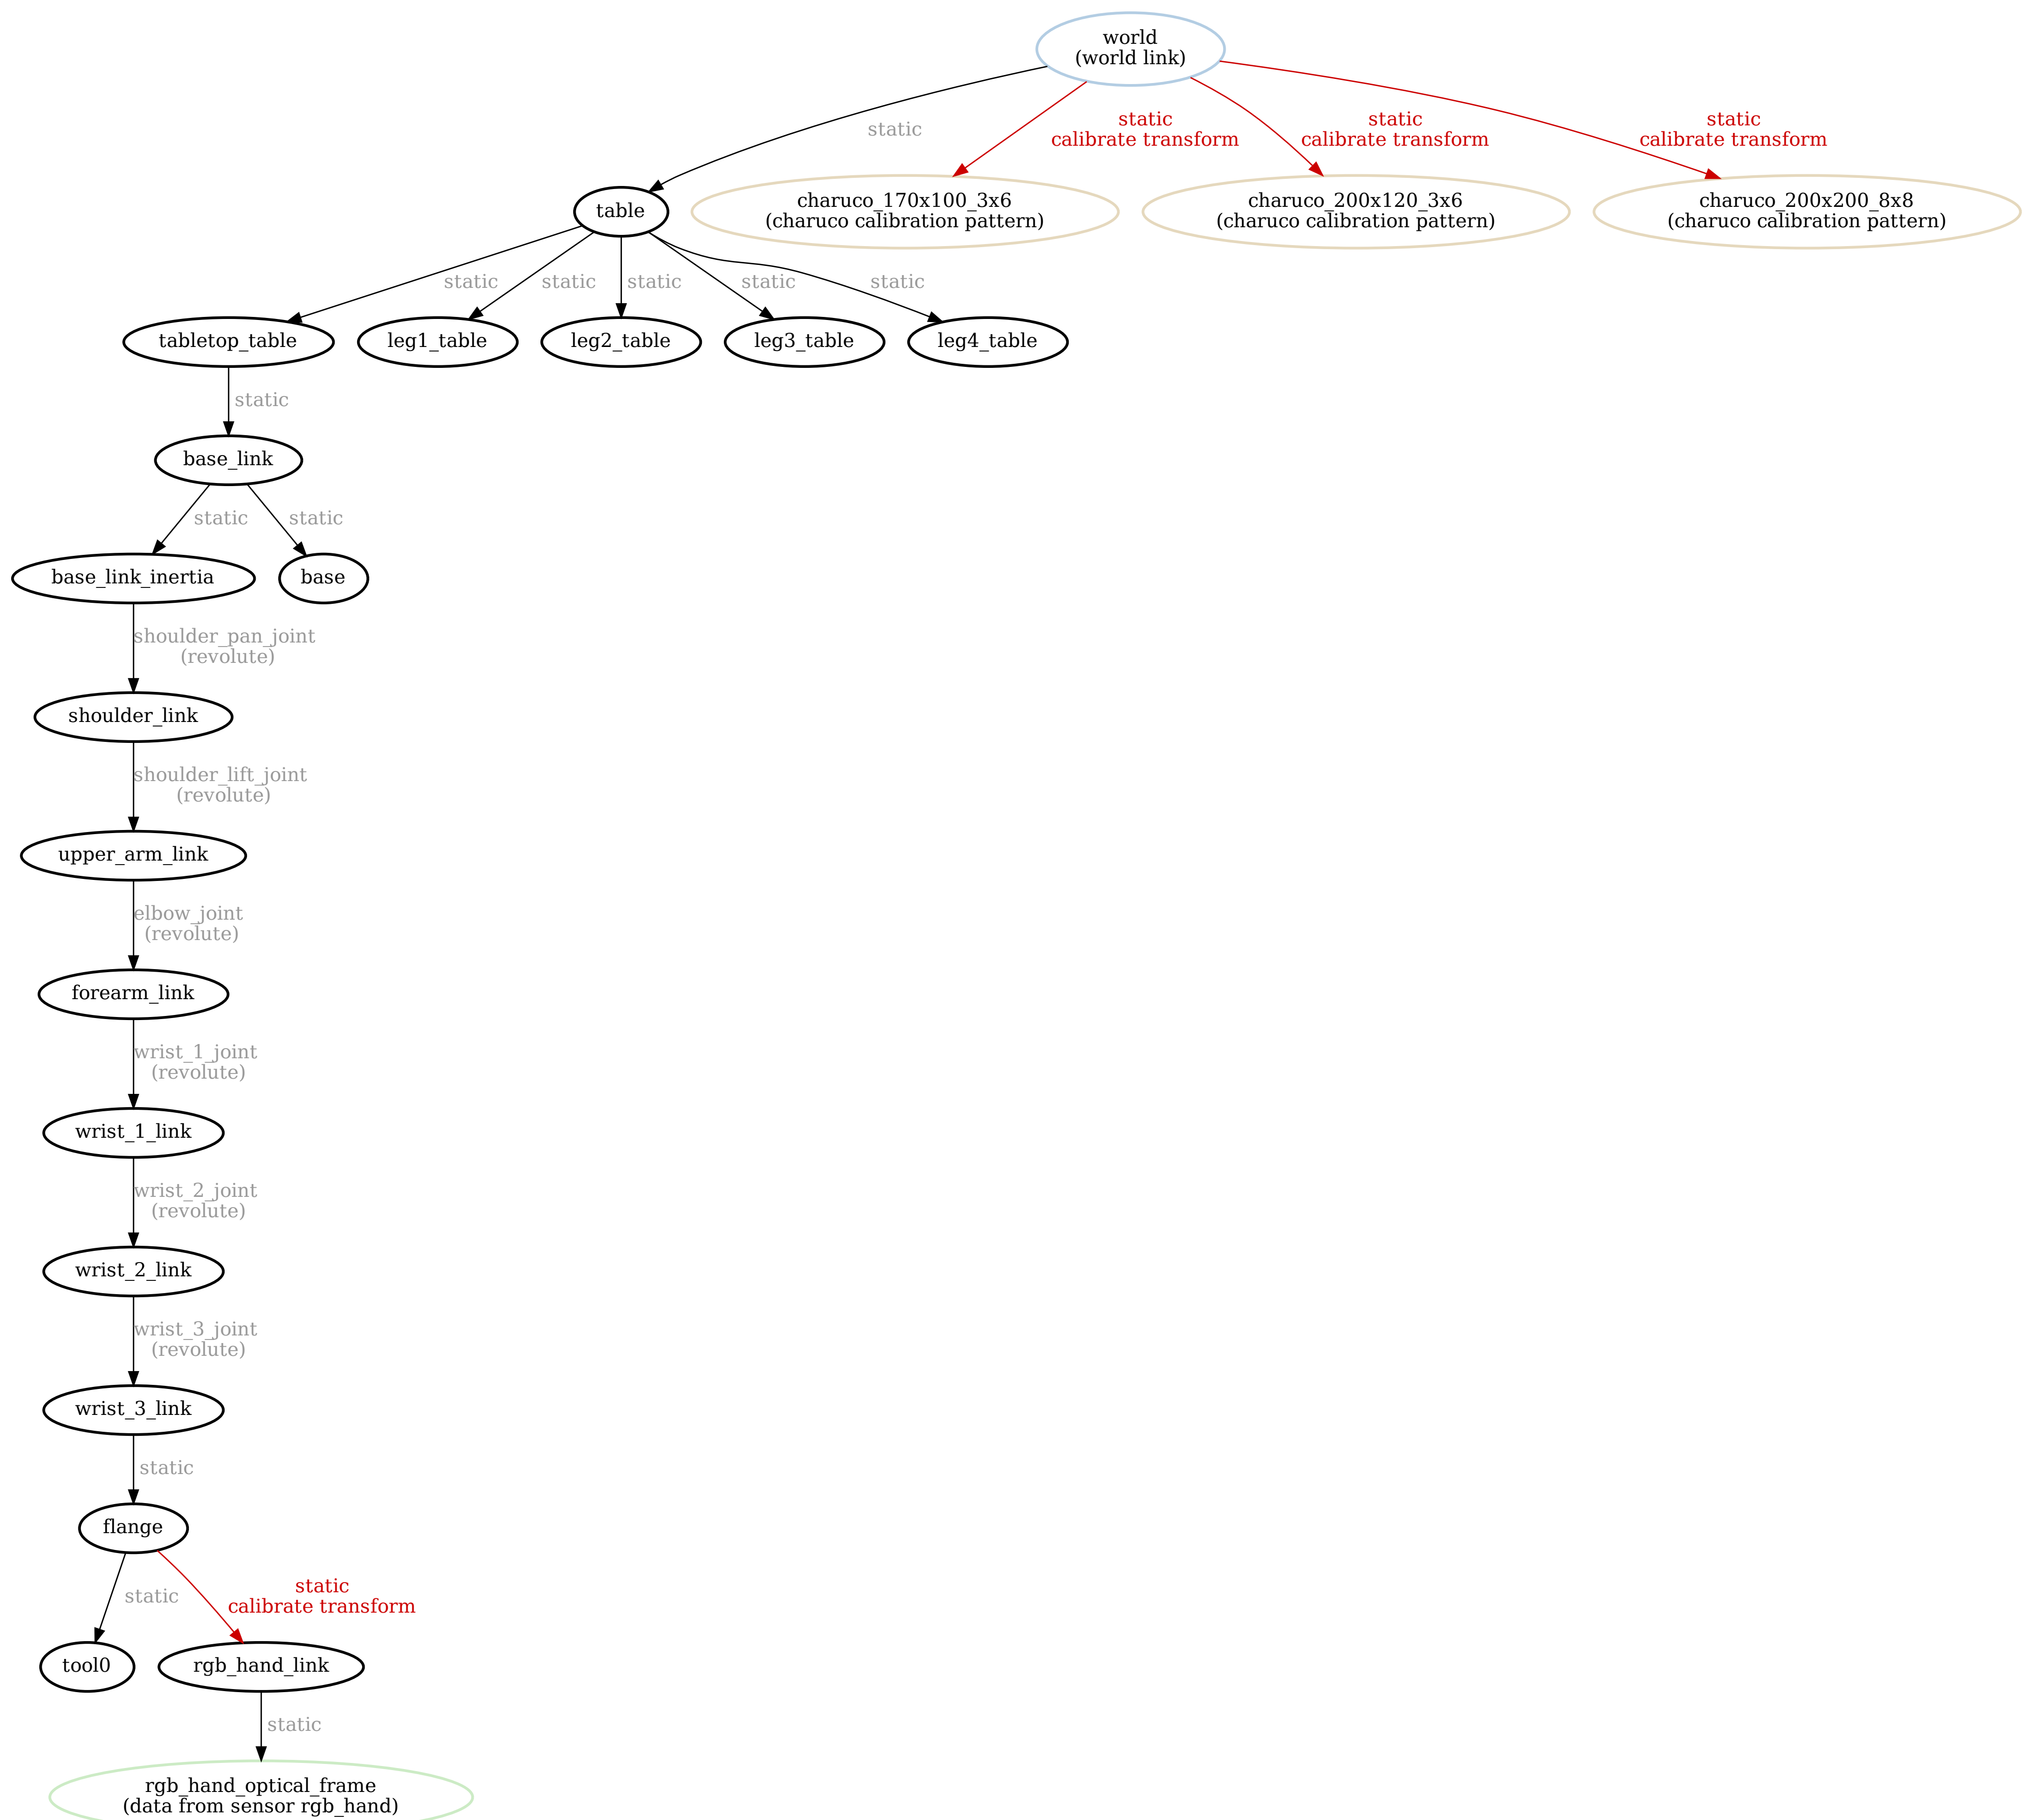 world
(world link)
static
static
calibrate transform
static
calibrate transform
static
calibrate transform
table
charuco_170x100_3x6
(charuco calibration pattern)
charuco_200x120_3x6
(charuco calibration pattern)
charuco_200x200_8x8
(charuco calibration pattern)
static
static
static
static
static
tabletop_table
leg1_table
leg2_table
leg3_table
leg4_table
static
base_link
static
static
base_link_inertia
base
shoulder_pan_joint
(revolute)
shoulder_link
shoulder_lift_joint
(revolute)
upper_arm_link
elbow_joint
(revolute)
forearm_link
wrist_1_joint
(revolute)
wrist_1_link
wrist_2_joint
(revolute)
wrist_2_link
wrist_3_joint
(revolute)
wrist_3_link
static
flange
static
static
calibrate transform
tool0
rgb_hand_link
static
rgb_hand_optical_frame
(data from sensor rgb_hand)